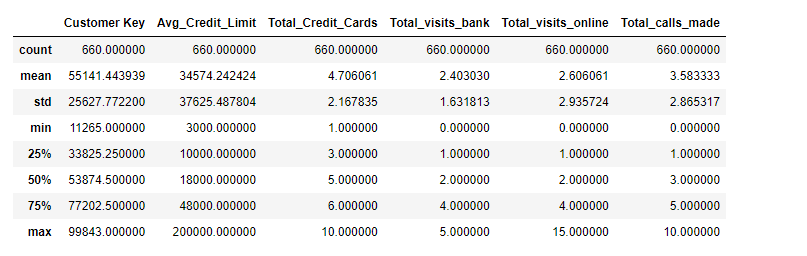 Customer Key Avg_Credit_Limit Total_Credit_Cards Total_visits_bank Total_visits_online Total_calls_made
count 660.000000 660.000000 660.000000 660.000000 660.000000 660.000000
mean 55141.443939 34574.242424 4.706061 2.403030 2.606061 3.583333
std 25627.772200 37625.487804 2.167835 1.631813 2.935724 2.865317
min 11265.000000 3000.000000 1.000000 0.000000 0.000000 0.000000
25% 33825.250000 10000.000000 3.000000 1.000000 1.000000 1.000000
50% 53874.500000 18000.000000 5.000000 2.000000 2.000000 3.000000
75% 77202.500000 48000.000000 6.000000 4.000000 4.000000 5.000000
max 99843.000000 200000.000000 10.000000 5.000000 15.000000 10.000000